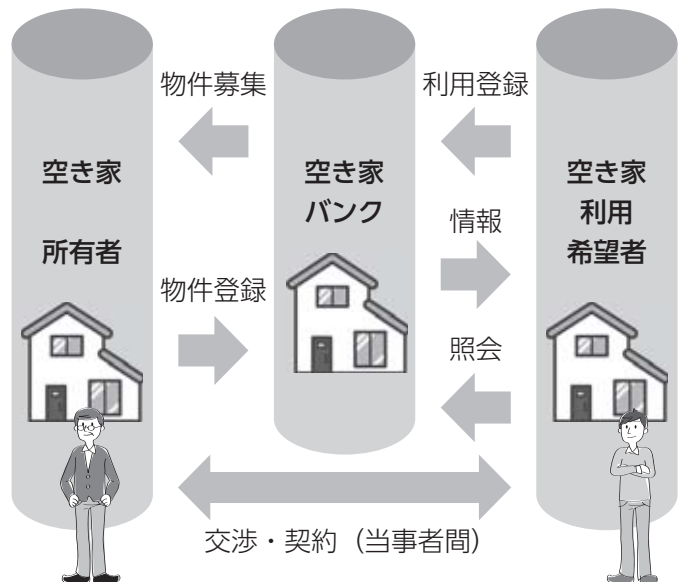 物件募集
利用登録
空き家
所有者
空き家
バンク
空き家
利用
希望者
情報
物件登録
照会
交渉・契約（当事者間）